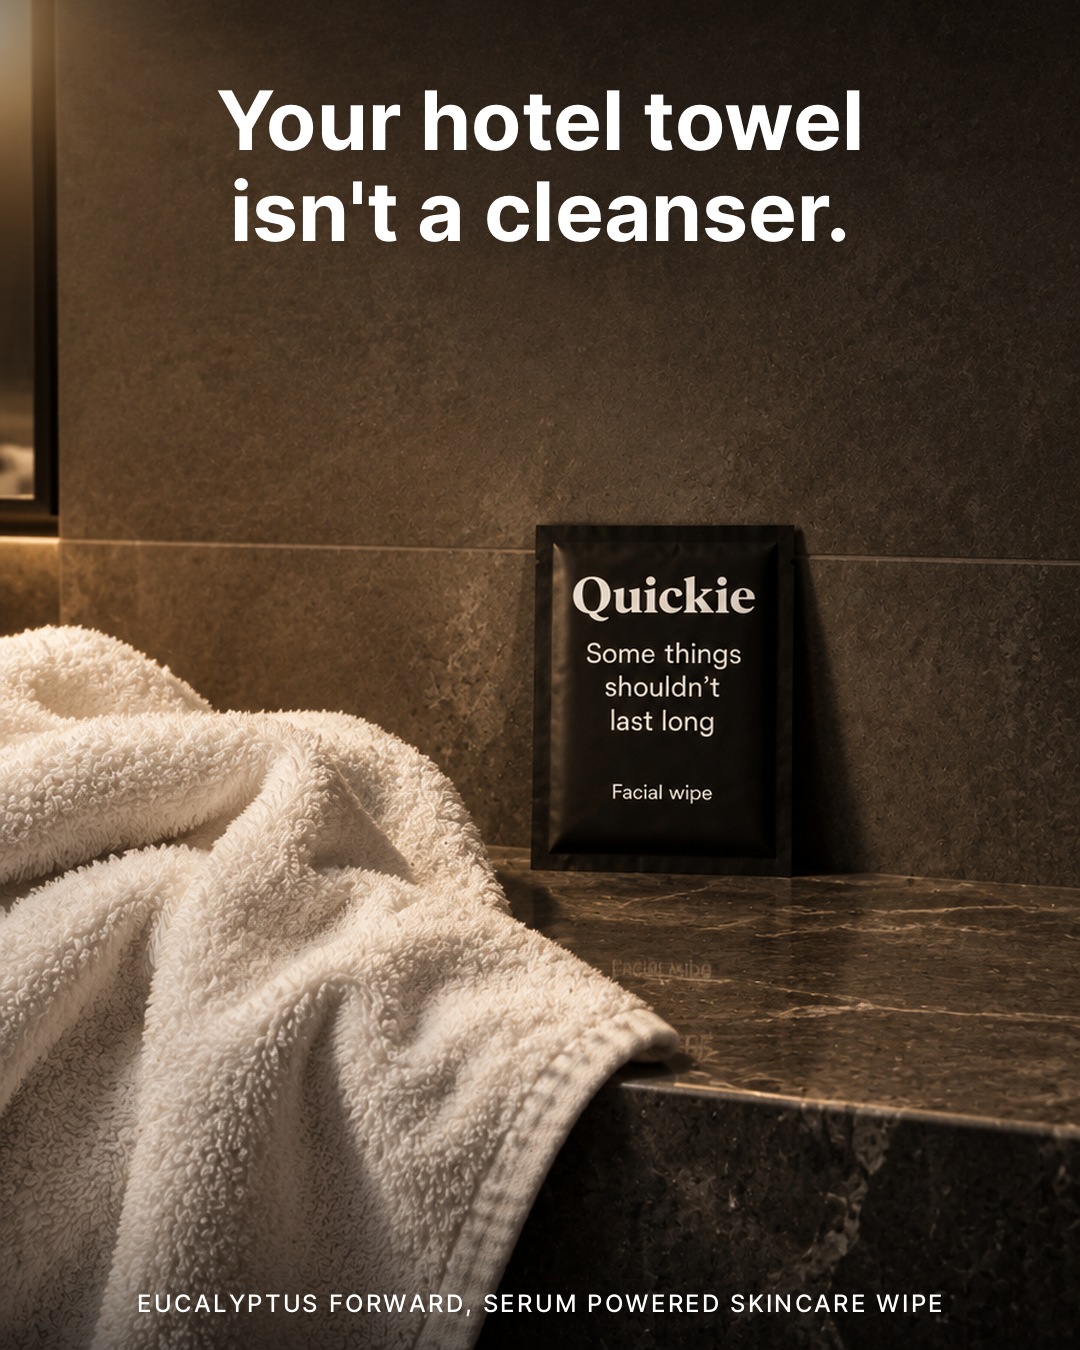 Your hotel towel
isn't a cleanser.
Quickie
Some things
shouldn’t
last long
Facial wipe
EUCALYPTUS FORWARD, SERUM POWERED SKINCARE WIPE